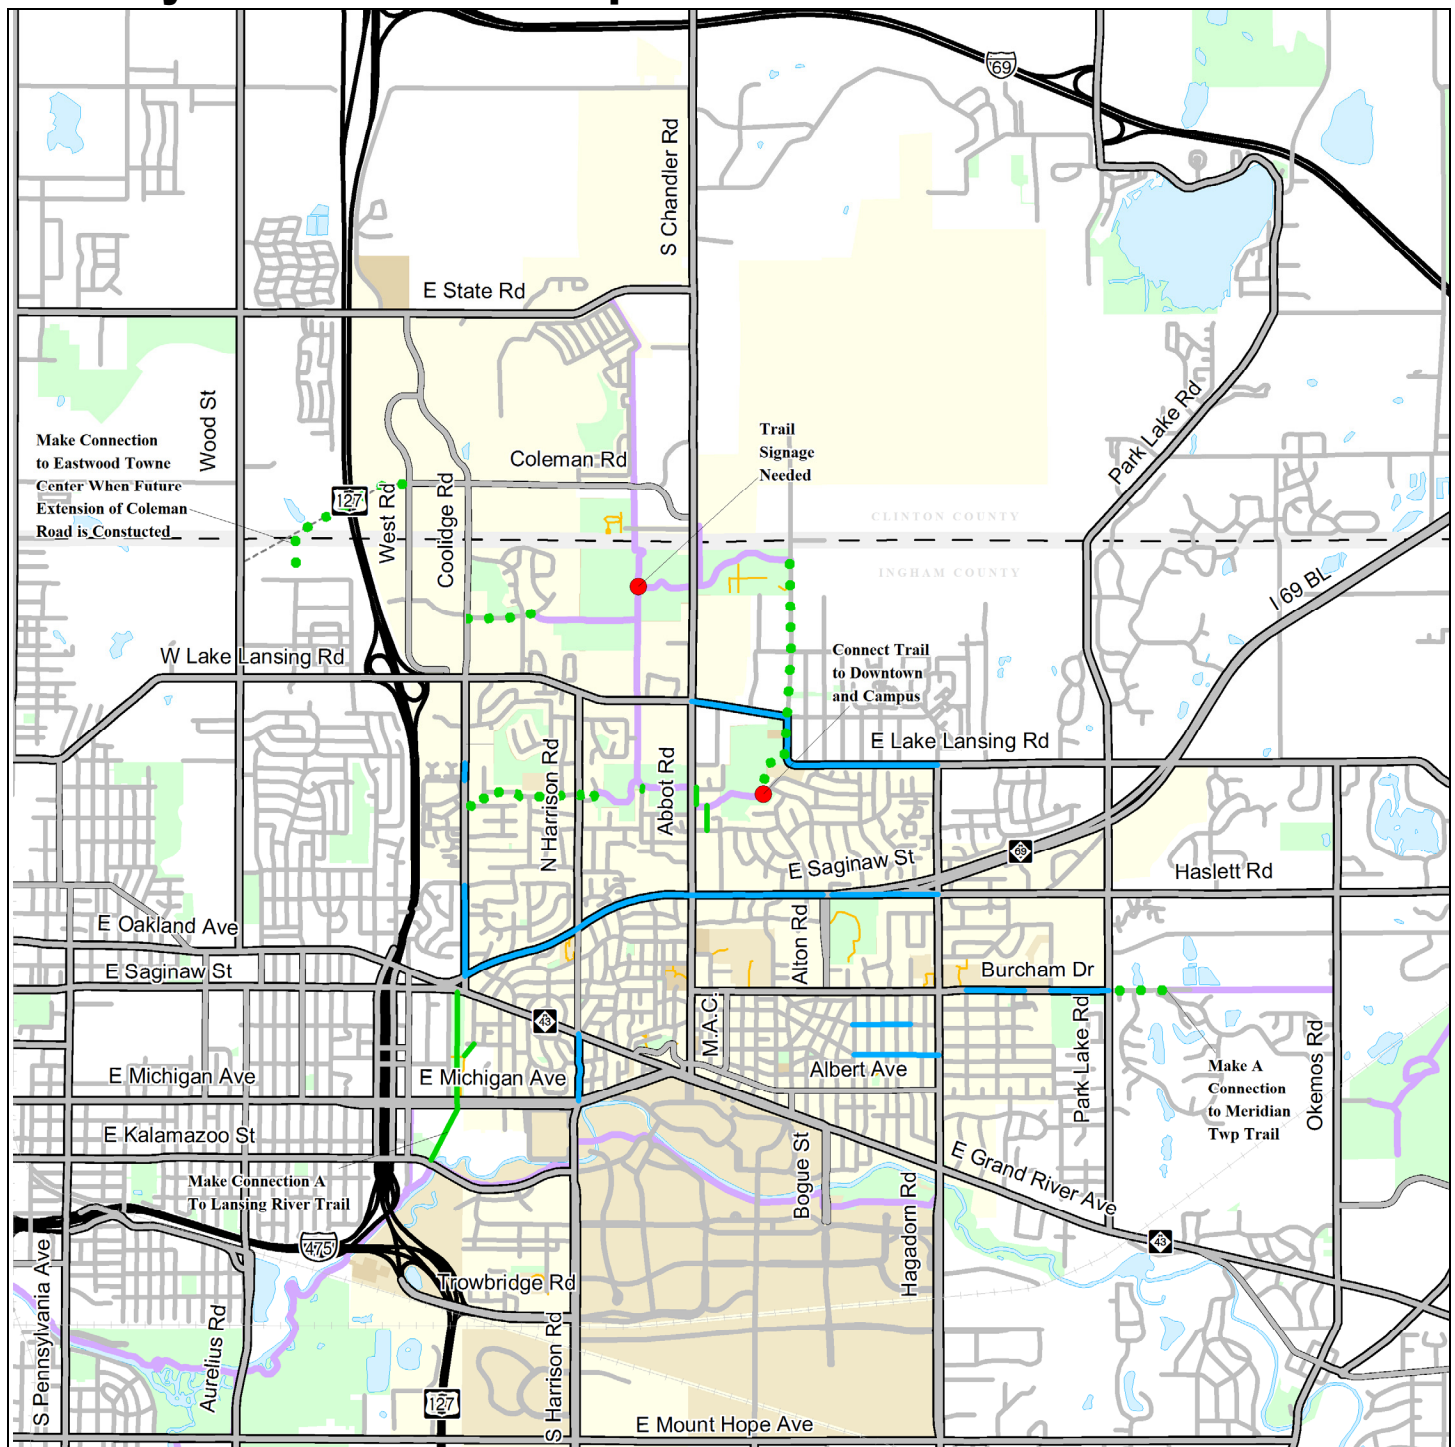 69
S Chandler Rd
E State Rd
Wood St
Park Lake Rd
Make Connection
to Eastwood Towne
Center When Future
Extension of Coleman
Road is Constucted
Trail
Signage
Needed
Coleman Rd
127
West Rd
Coolidge Rd
CLINTON COUNTY
INGHAM COUNTY
I 69 BL
W Lake Lansing Rd
Connect Trail
to Downtown
and Campus
E Lake Lansing Rd
N Harrison Rd
Abbot Rd
E Saginaw St
69
Haslett Rd
E Oakland Ave
E Saginaw St
Alton Rd
Burcham Dr
43
M.A.C.
Park Lake Rd
Okemos Rd
E Michigan Ave
E Michigan Ave
Albert Ave
Make A
Connection
to Meridian
Twp Trail
E Kalamazoo St
Make Connection A
To Lansing River Trail
Bogue St
Hagadorn Rd
E Grand River Ave
43
S Pennsylvania Ave
475
Trowbridge Rd
Aurelius Rd
S Harrison Rd
127
E Mount Hope Ave